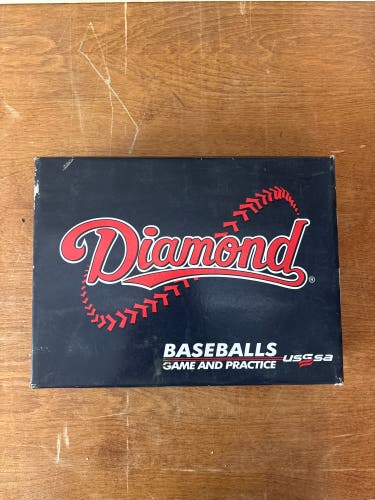 Diamond®
BASEBALLS
GAME AND PRACTICE
USSSA